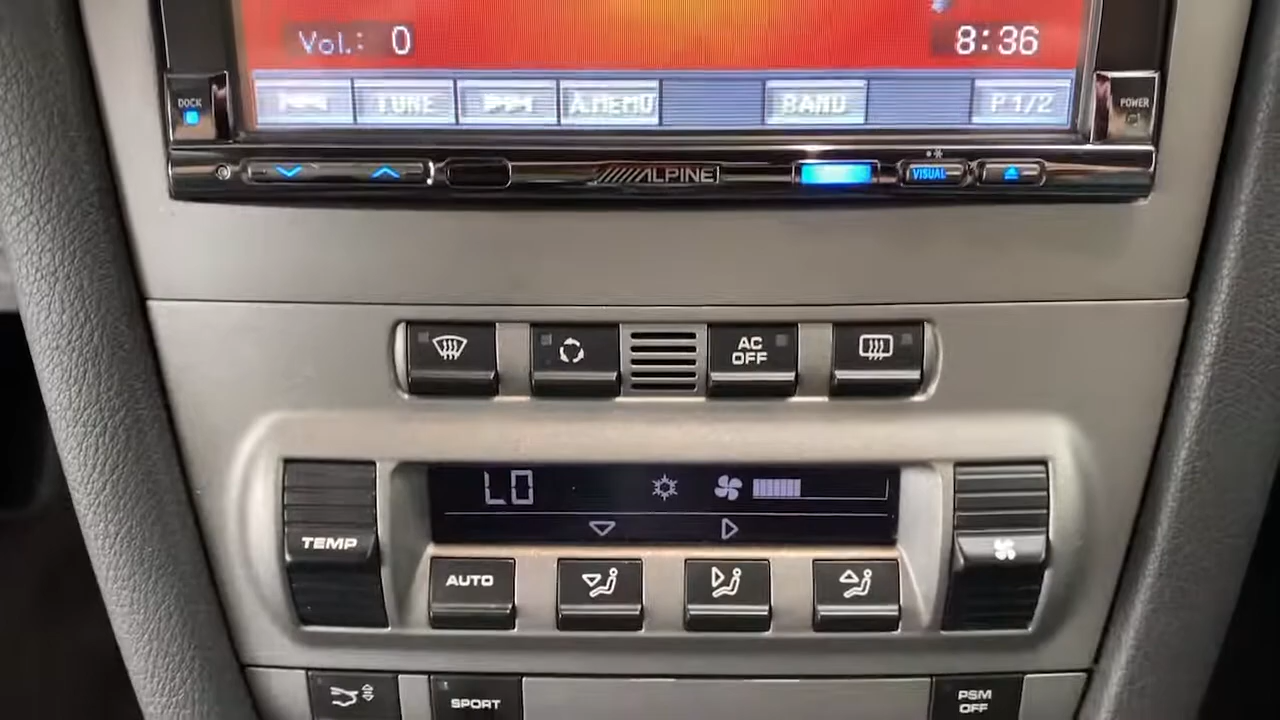 Vol.: 0
8:36
DOCK
TUNE
A.MEMO
BAND
P 1/2
POWER
ALPINE
VISUAL
AC
OFF
LO
TEMP
AUTO
SPORT
PSM
OFF